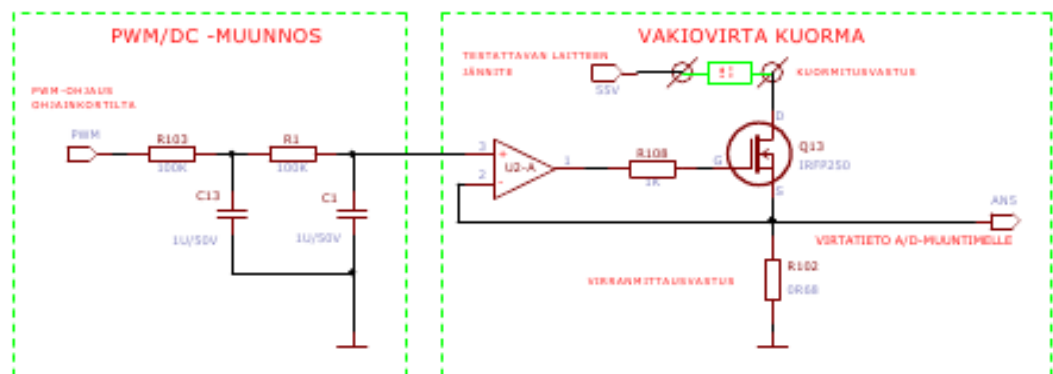 PWM/DC -MUUNNOS
PWM-OHJAUS
OHJAINKORTILTA
PWM
R103
100K
R1
100K
C13
1U/50V
C1
1U/50V
VAKIOVIRTA KUORMA
TESTATTAVAN LAITTEEN
JÄNNITE
KUORMITUSVASTUS
3
+
2
-
U2-A
1
R108
1K
D
G
S
Q13
IRFP250
ANS
VIRTATIETO A/D-MUUNTIMELLE
VIRRANMITTAUSVASTUS
R102
0R68